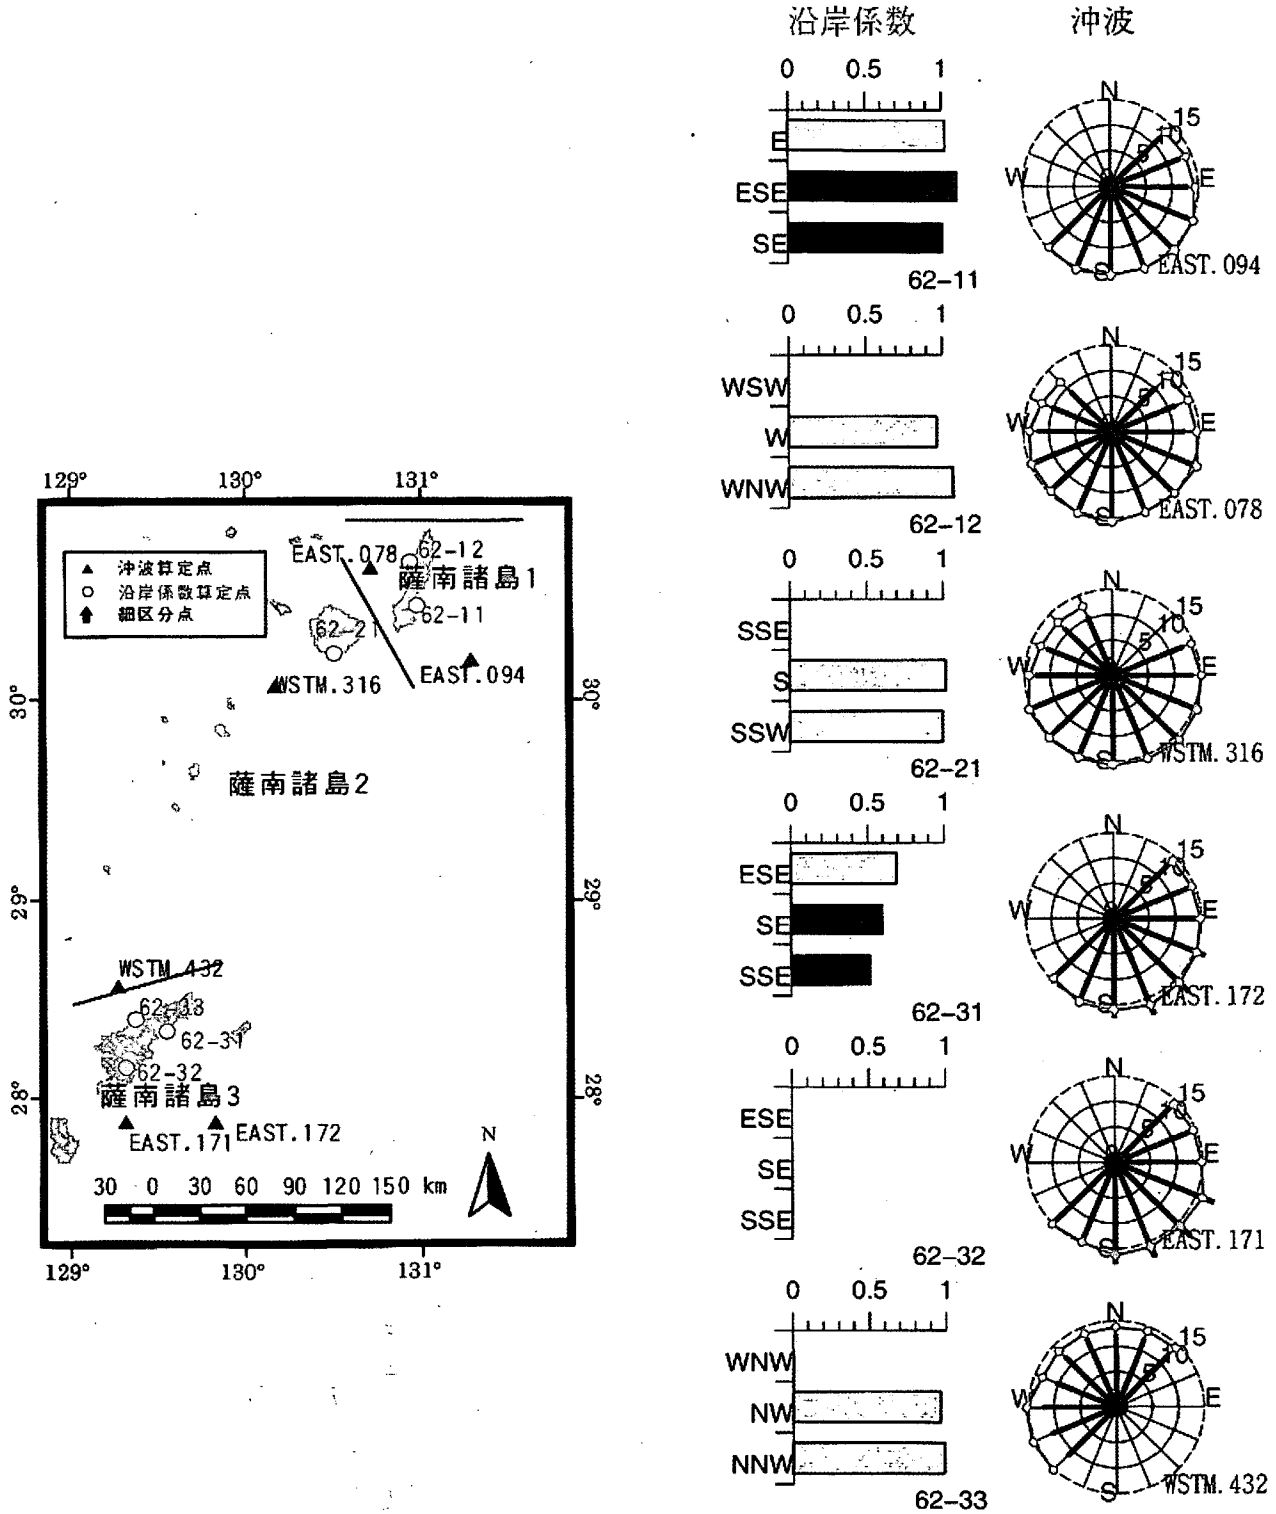 沿岸係数
沖波
0 0.5 1
E
ESE
SE
62-11
N
15
10
5
W
E
S
EAST.094
0 0.5 1
WSW
W
WNW
62-12
N
15
10
5
W
E
S
EAST.078
0 0.5 1
SSE
S
SSW
62-21
N
15
10
5
W
E
S
WSTM.316
0 0.5 1
ESE
SE
SSE
62-31
N
15
10
5
W
E
S
EAST.172
0 0.5 1
ESE
SE
SSE
62-32
N
15
10
5
W
E
S
EAST.171
0 0.5 1
WNW
NW
NNW
62-33
N
15
10
5
W
E
S
WSTM.432
129° 130° 131°
沖波算定点
沿岸係数算定点
細区分点
EAST.078
62-12
薩南諸島1
62-11
62-21
EAST.094
WSTM.316
30°
30°
薩南諸島2
29°
29°
WSTM.432
62-33
62-31
62-32
薩南諸島3
28°
28°
EAST.171
EAST.172
N
30 0 30 60 90 120 150 km
129° 130° 131°